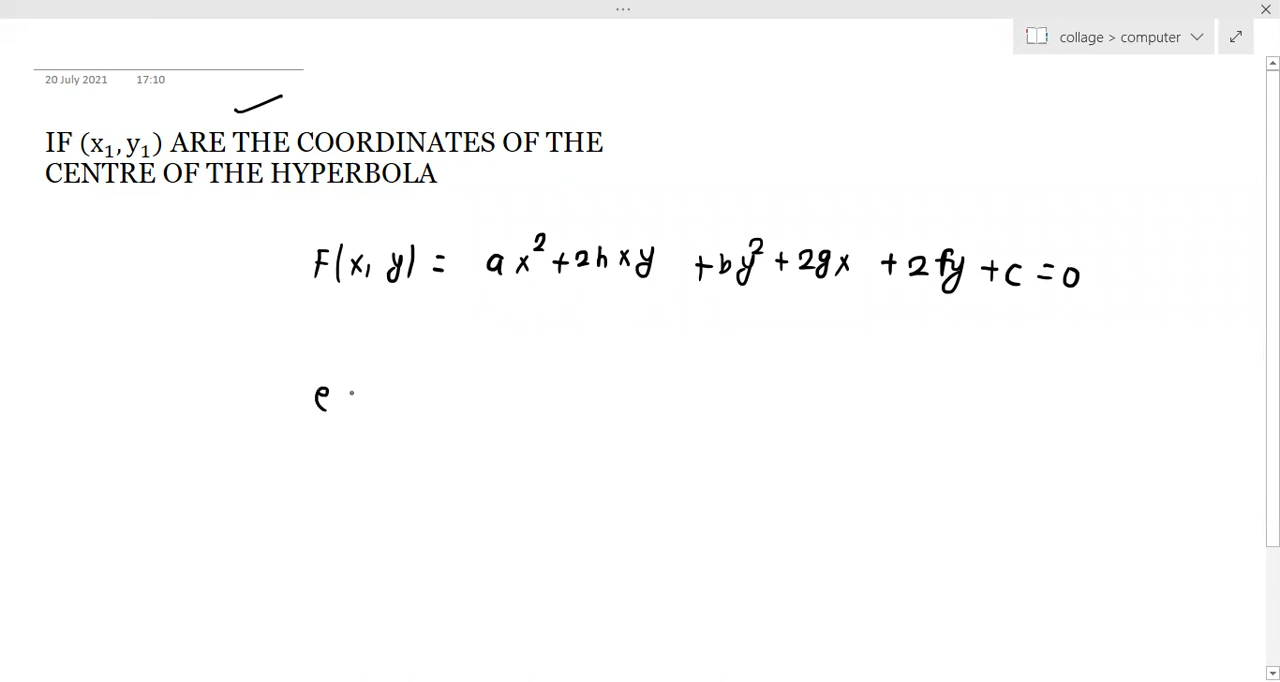 collage > computer
20 July 2021 17:10
IF (x₁, y₁) ARE THE COORDINATES OF THE
CENTRE OF THE HYPERBOLA
F(x, y) = ax² + 2hxy + by² + 2gx + 2fy + c = 0
e